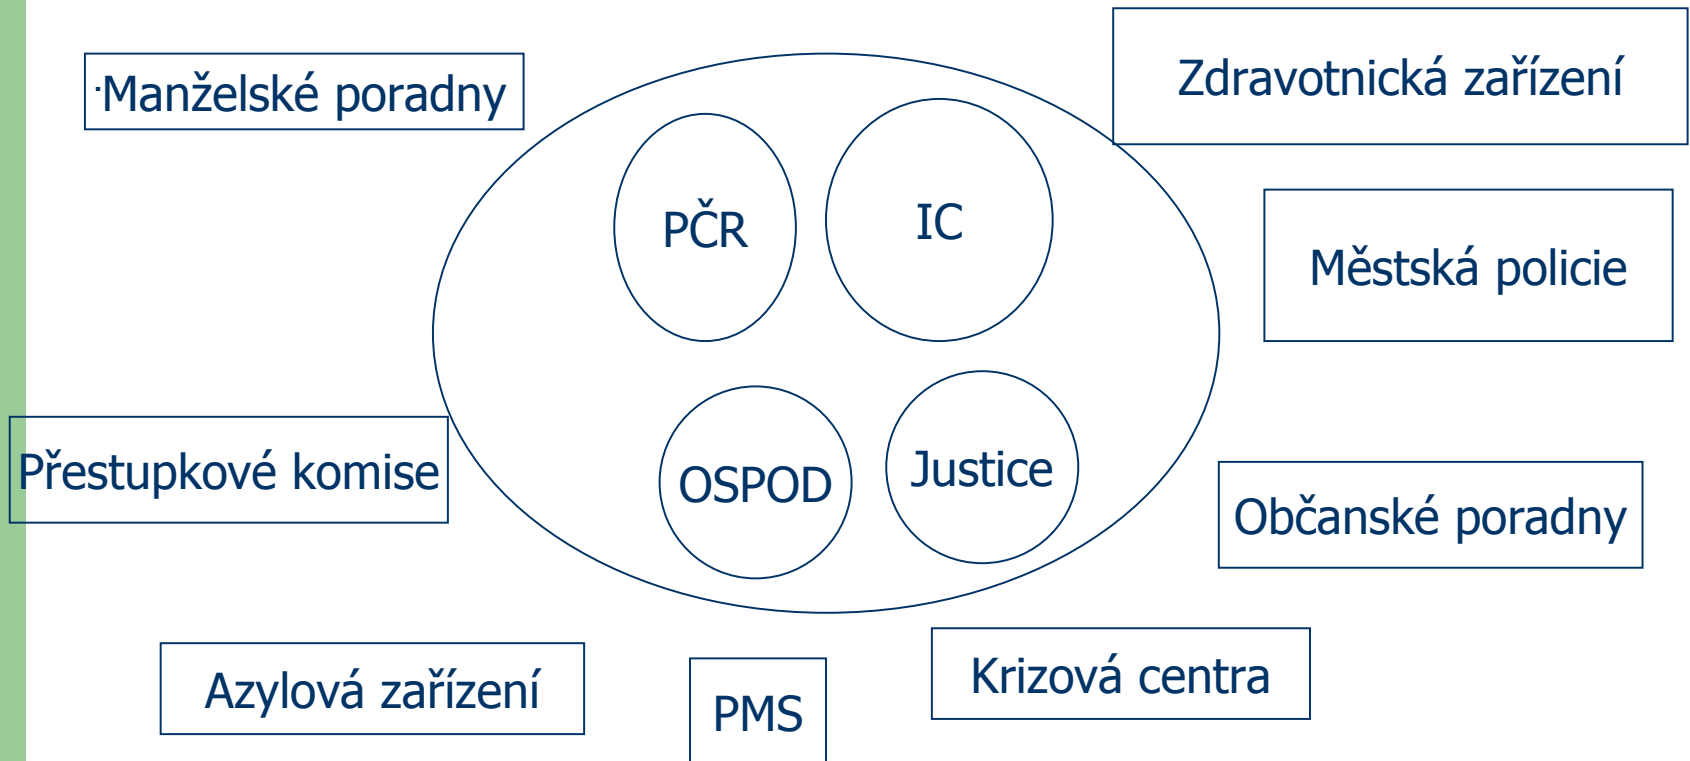 ·Manželské poradny
Zdravotnická zařízení
PČR
IC
Městská policie
Přestupkové komise
OSPOD
Justice
Občanské poradny
Azylová zařízení
PMS
Krizová centra